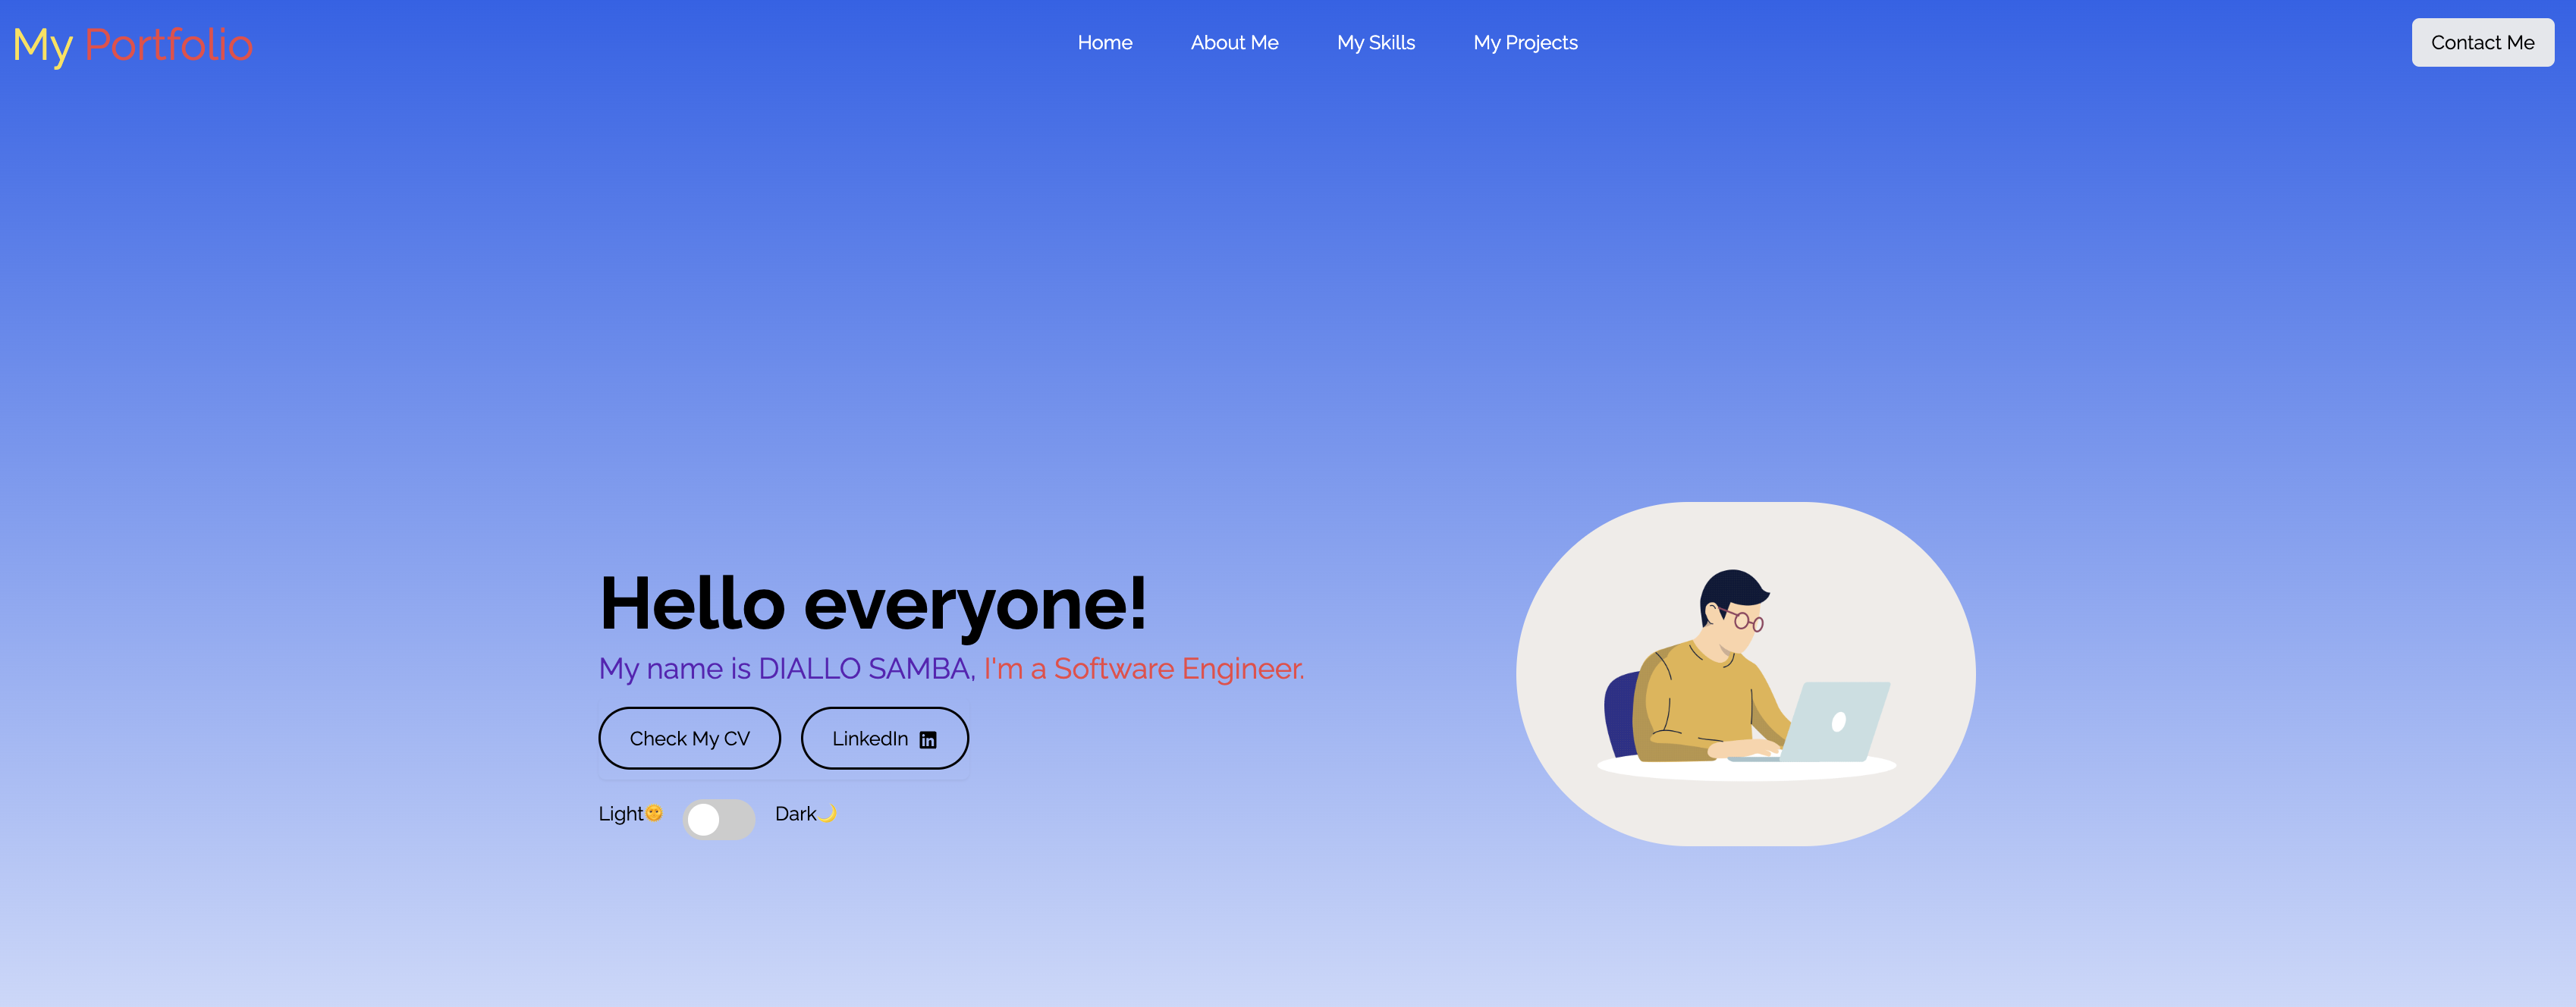 My Portfolio
Home About Me My Skills My Projects
Contact Me
Hello everyone!
My name is DIALLO SAMBA, I'm a Software Engineer.
Check My CV
LinkedIn in
Light🌞 Dark🌙